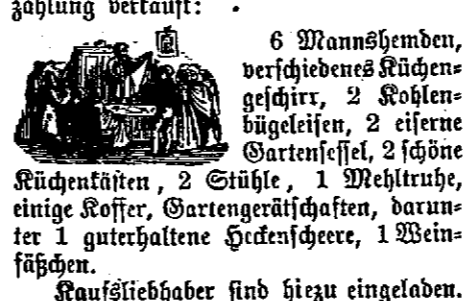 zahlung verkauft:
6 Mannshemden,
verschiedenes Küchen=
geschirr, 2 Kohlen=
bügeleisen, 2 eiserne
Gartensessel, 2 schöne
Küchenkästen, 2 Stühle, 1 Mehltruhe,
einige Koffer, Gartengerätschaften, darun=
ter 1 guterhaltene Heckenscheere, 1 Wein=
fäßchen.
Kaufsliebhaber sind hiezu eingeladen.